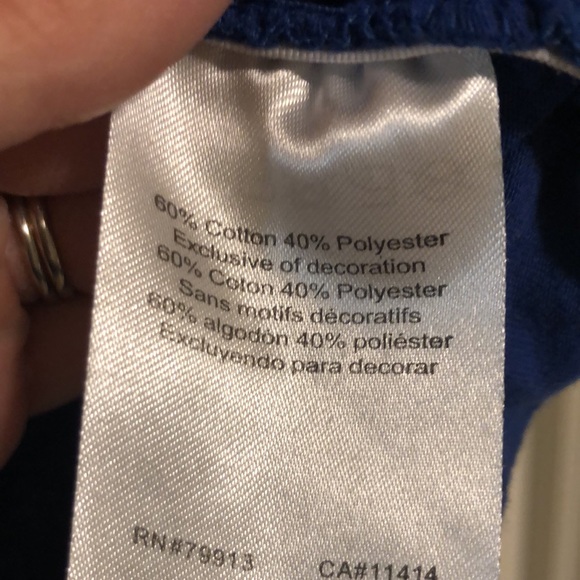 60% Cotton 40% Polyester
Exclusive of decoration
60% Coton 40% Polyester
Sans motifs décoratifs
60% algodón 40% poliéster
Excluyendo para decorar
RN#79913 CA#11414